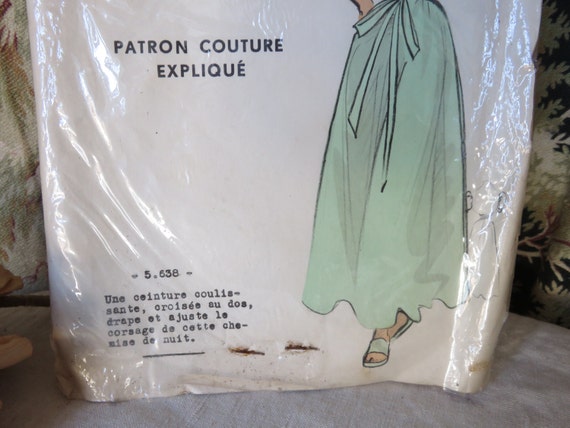 PATRON COUTURE
EXPLIQUÉ
- 5.638 -
Une ceinture coulis-
sante, croisée au dos,
drape et ajuste le
corsage de cette che-
mise de nuit.